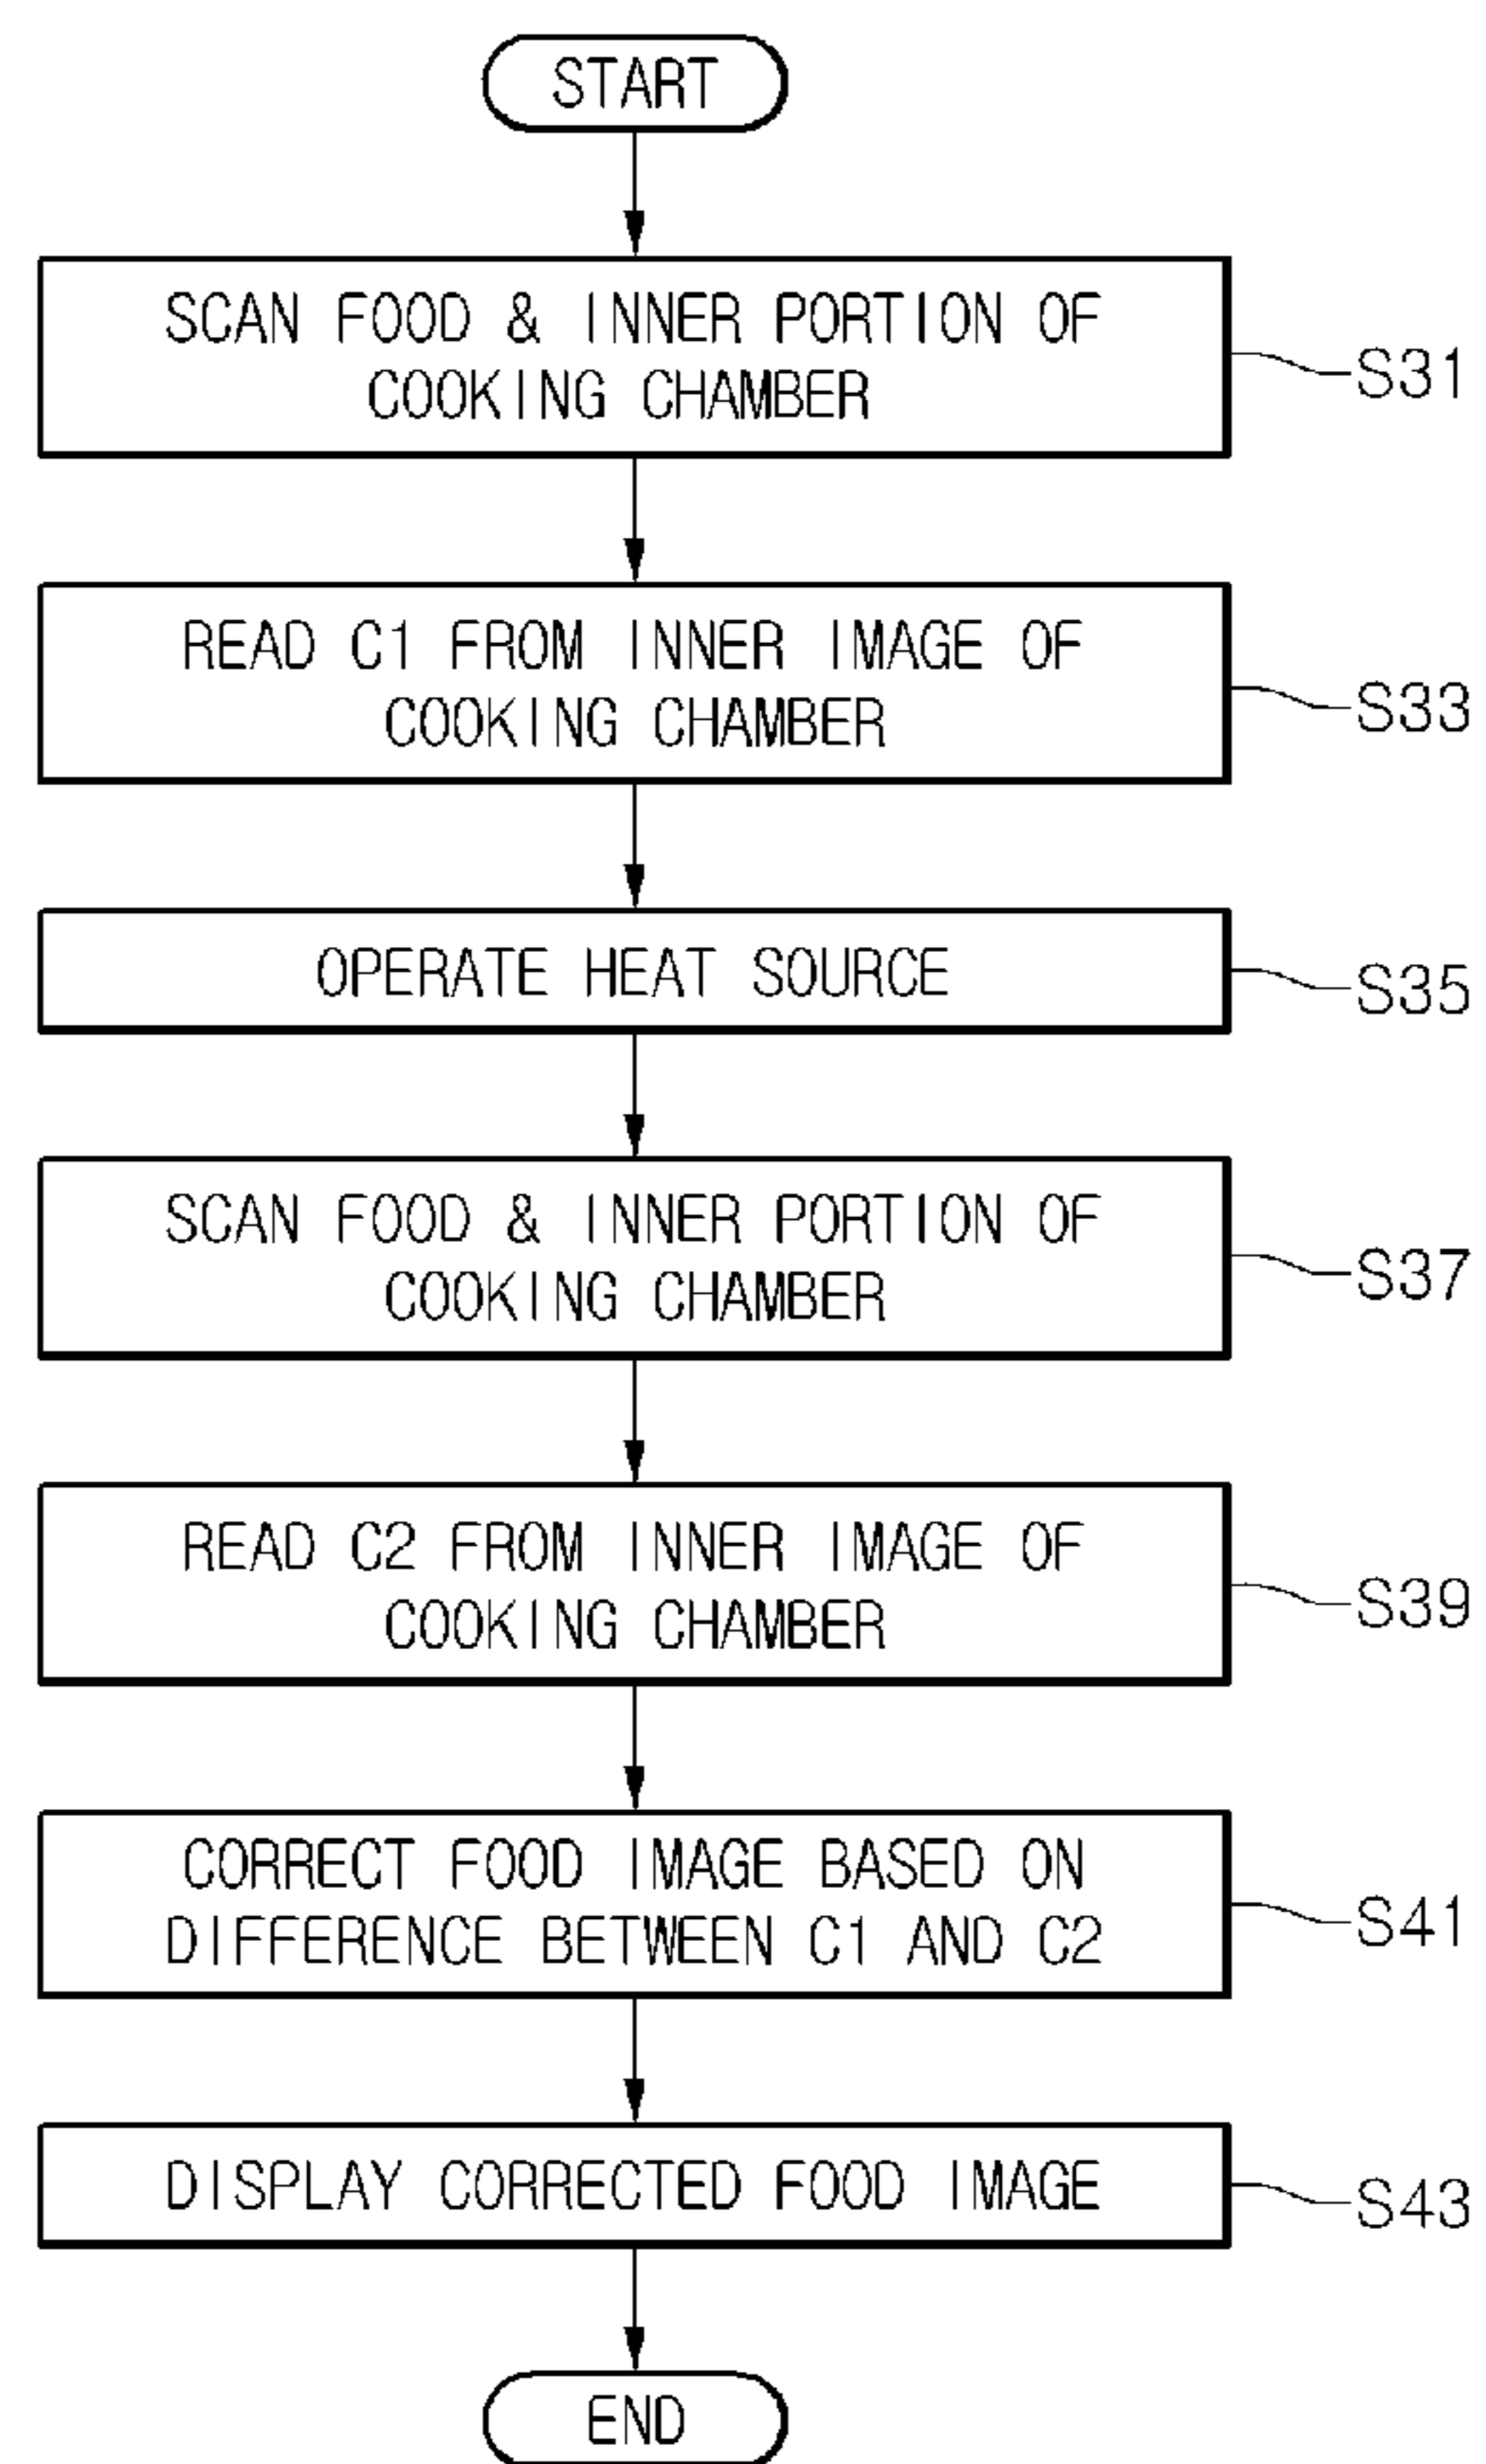 START
SCAN FOOD & INNER PORTION OF
COOKING CHAMBER
S31
READ C1 FROM INNER IMAGE OF
COOKING CHAMBER
S33
OPERATE HEAT SOURCE
S35
SCAN FOOD & INNER PORTION OF
COOKING CHAMBER
S37
READ C2 FROM INNER IMAGE OF
COOKING CHAMBER
S39
CORRECT FOOD IMAGE BASED ON
DIFFERENCE BETWEEN C1 AND C2
S41
DISPLAY CORRECTED FOOD IMAGE
S43
END